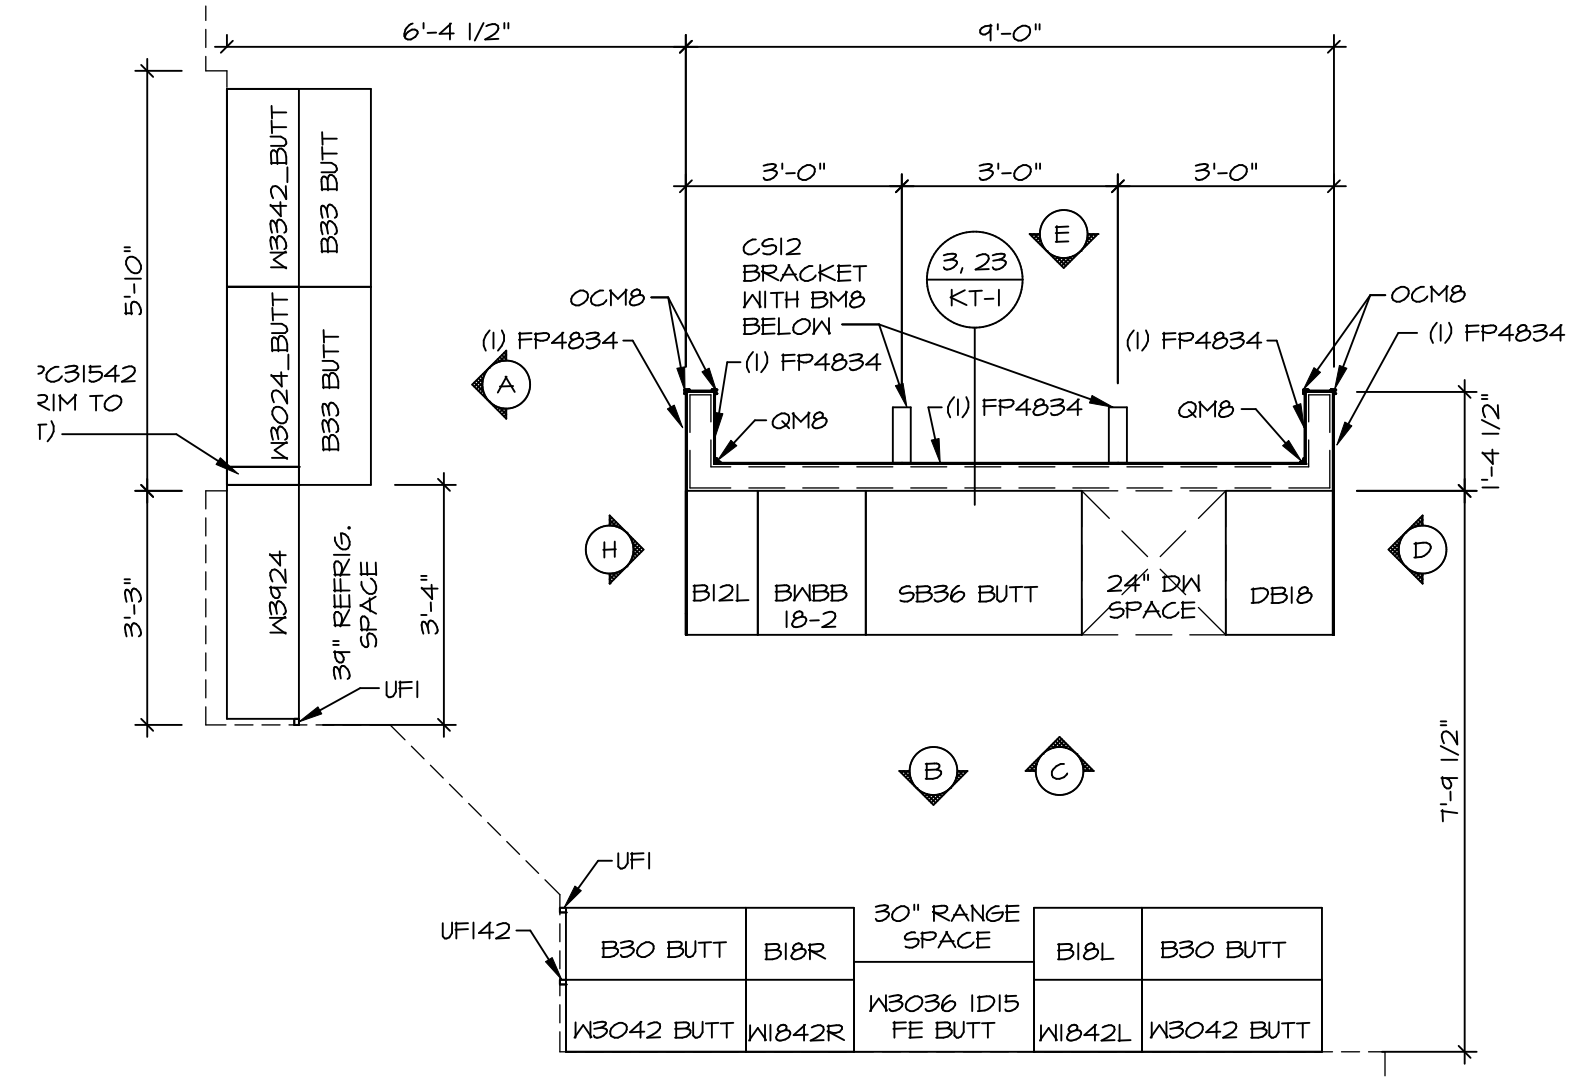 6'-4 1/2"
9'-0"
3'-0"
3'-0"
3'-0"
5'-10"
3'-3"
3'-4"
1'-4 1/2"
7'-9 1/2"
W3342_BUTT
B33 BUTT
W3024_BUTT
B33 BUTT
C31542
RIM TO
T)
W3924
39" REFRIG.
SPACE
UF1
A
OCM8
(1) FP4834
CS12
BRACKET
WITH BM8
BELOW
(1) FP4834
QM8
3, 23
KT-1
E
(1) FP4834
(1) FP4834
OCM8
(1) FP4834
QM8
H
D
B12L
BWBB
18-2
SB36 BUTT
24" DW
SPACE
DB18
B
C
UF1
UF142
B30 BUTT
B18R
30" RANGE
SPACE
B18L
B30 BUTT
W3042 BUTT
W1842R
W3036 1D15
FE BUTT
W1842L
W3042 BUTT